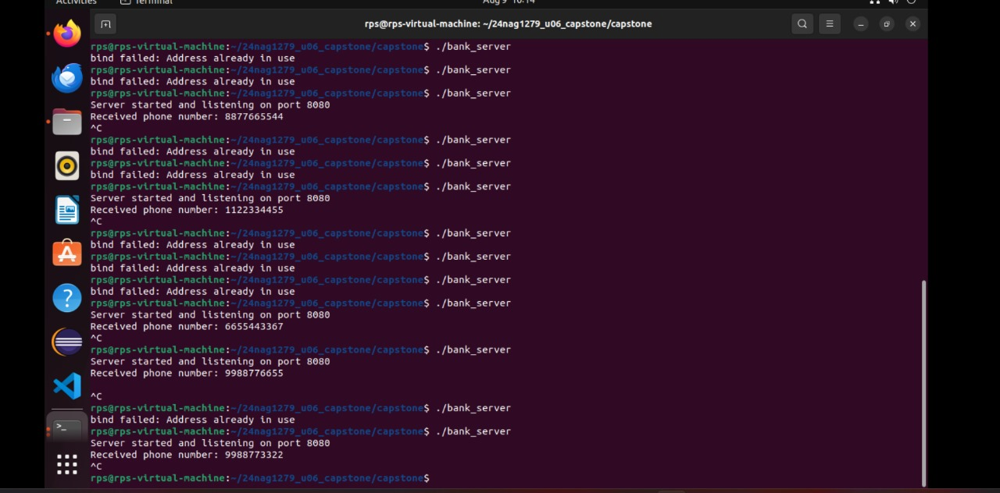 Activities Terminal Aug 9 16:14
rps@rps-virtual-machine: ~/24nag1279_u06_capstone/capstone
rps@rps-virtual-machine:~/24nag1279_u06_capstone/capstone$ ./bank_server
bind failed: Address already in use
rps@rps-virtual-machine:~/24nag1279_u06_capstone/capstone$ ./bank_server
bind failed: Address already in use
rps@rps-virtual-machine:~/24nag1279_u06_capstone/capstone$ ./bank_server
Server started and listening on port 8080
Received phone number: 8877665544
^C
rps@rps-virtual-machine:~/24nag1279_u06_capstone/capstone$ ./bank_server
bind failed: Address already in use
rps@rps-virtual-machine:~/24nag1279_u06_capstone/capstone$ ./bank_server
bind failed: Address already in use
rps@rps-virtual-machine:~/24nag1279_u06_capstone/capstone$ ./bank_server
Server started and listening on port 8080
Received phone number: 1122334455
^C
rps@rps-virtual-machine:~/24nag1279_u06_capstone/capstone$ ./bank_server
bind failed: Address already in use
rps@rps-virtual-machine:~/24nag1279_u06_capstone/capstone$ ./bank_server
bind failed: Address already in use
rps@rps-virtual-machine:~/24nag1279_u06_capstone/capstone$ ./bank_server
bind failed: Address already in use
rps@rps-virtual-machine:~/24nag1279_u06_capstone/capstone$ ./bank_server
Server started and listening on port 8080
Received phone number: 6655443367
^C
rps@rps-virtual-machine:~/24nag1279_u06_capstone/capstone$ ./bank_server
Server started and listening on port 8080
Received phone number: 9988776655
^C
rps@rps-virtual-machine:~/24nag1279_u06_capstone/capstone$ ./bank_server
bind failed: Address already in use
rps@rps-virtual-machine:~/24nag1279_u06_capstone/capstone$ ./bank_server
Server started and listening on port 8080
Received phone number: 9988773322
^C
rps@rps-virtual-machine:~/24nag1279_u06_capstone/capstone$